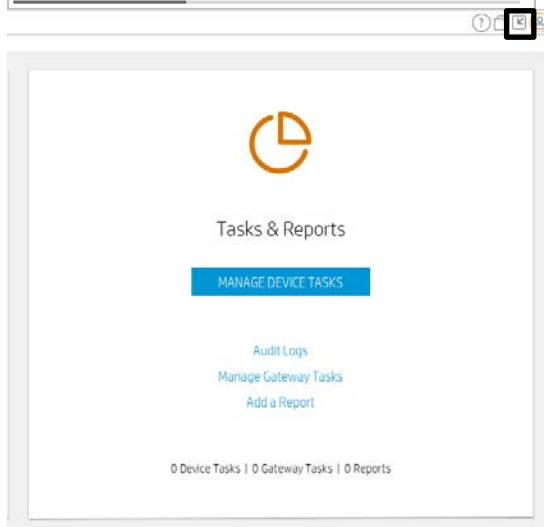 ?
Tasks & Reports
MANAGE DEVICE TASKS
Audit Logs
Manage Gateway Tasks
Add a Report
0 Device Tasks | 0 Gateway Tasks | 0 Reports